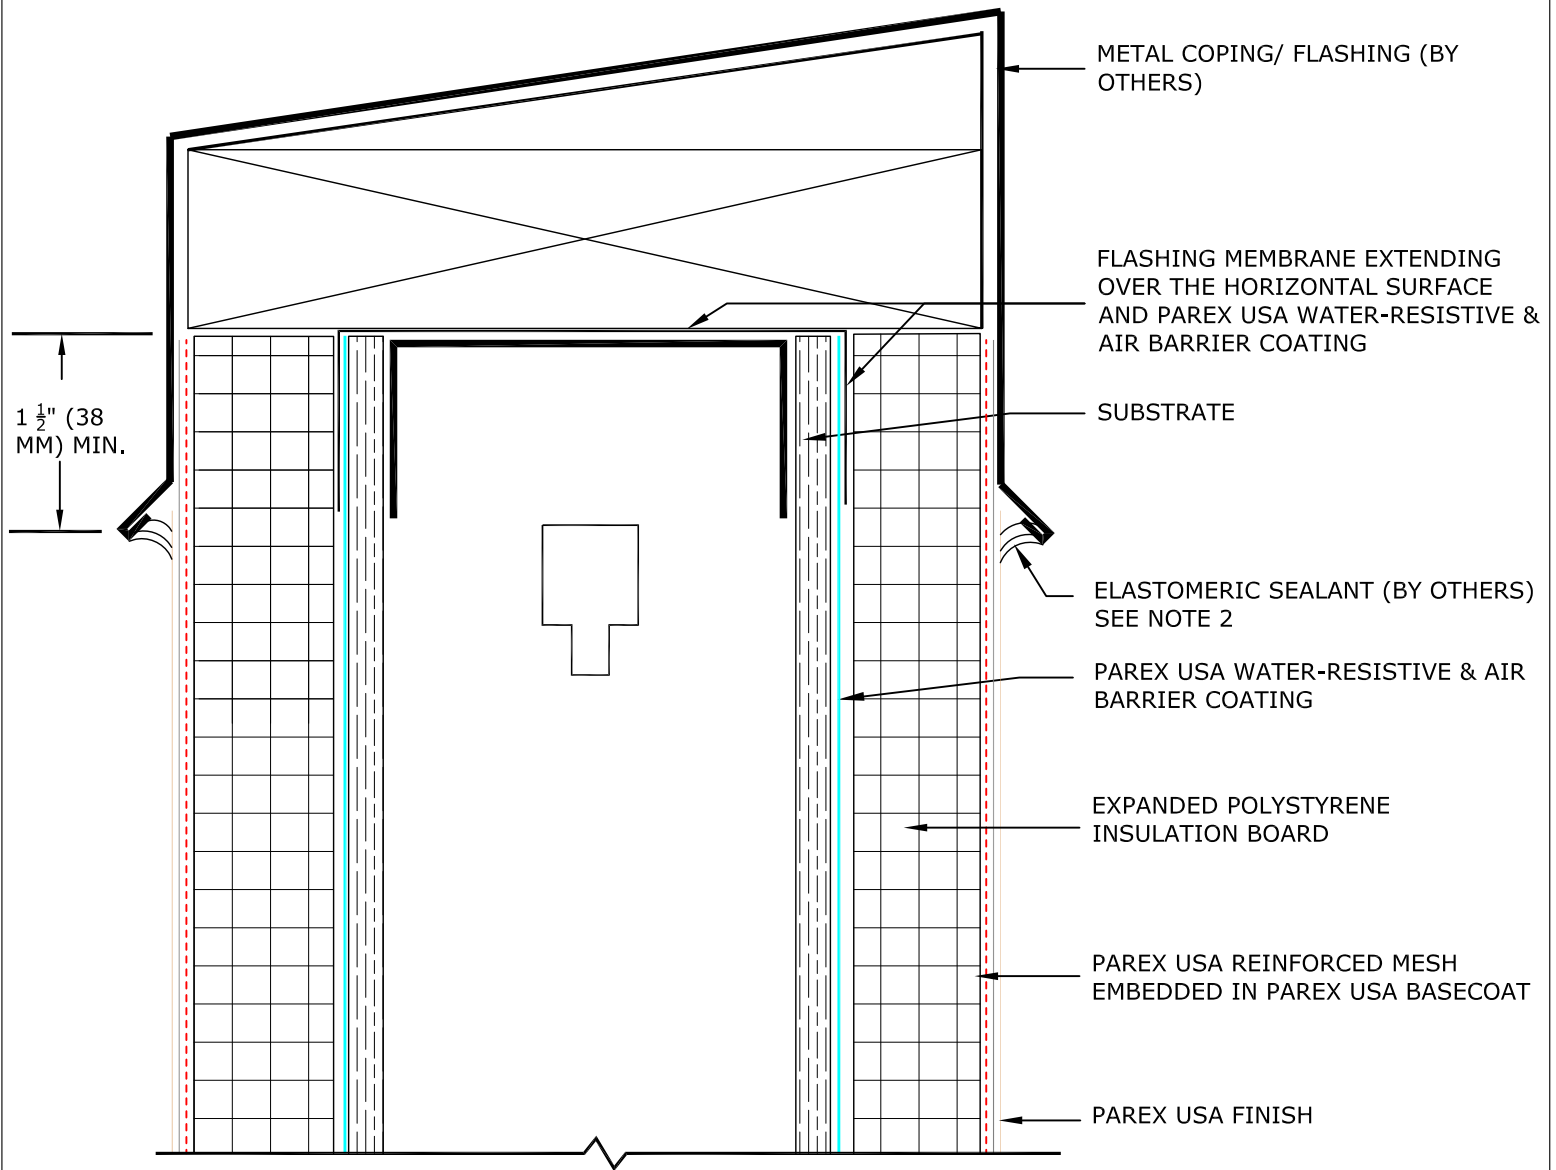 METAL COPING/ FLASHING (BY
OTHERS)
FLASHING MEMBRANE EXTENDING
OVER THE HORIZONTAL SURFACE
AND PAREX USA WATER-RESISTIVE &
AIR BARRIER COATING
1 ½" (38
MM) MIN.
SUBSTRATE
ELASTOMERIC SEALANT (BY OTHERS)
SEE NOTE 2
PAREX USA WATER-RESISTIVE & AIR
BARRIER COATING
EXPANDED POLYSTYRENE
INSULATION BOARD
PAREX USA REINFORCED MESH
EMBEDDED IN PAREX USA BASECOAT
PAREX USA FINISH